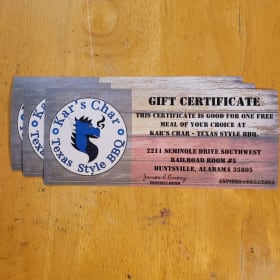 Kar's Char
Texas Style BBQ
GIFT CERTIFICATE
THIS CERTIFICATE IS GOOD FOR ONE FREE
MEAL OF YOUR CHOICE AT
KAR'S CHAR - TEXAS STYLE BBQ.
2211 SEMINOLE DRIVE SOUTHWEST
RAILROAD ROOM #5
HUNTSVILLE, ALABAMA 35805